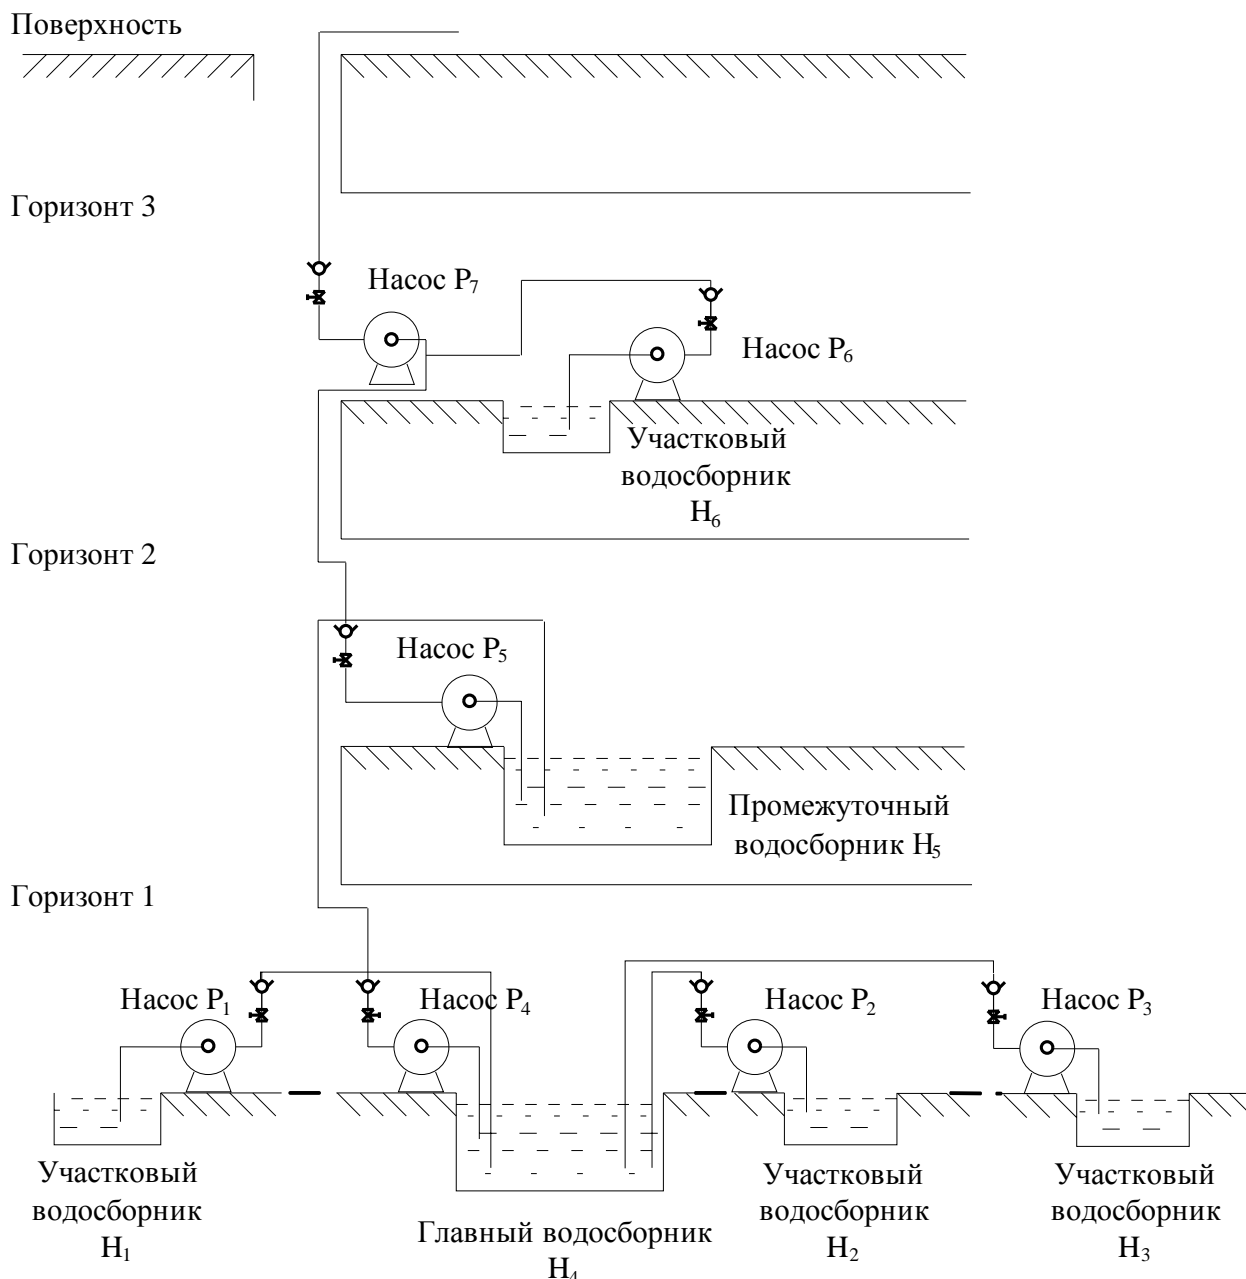 Поверхность
Горизонт 3
Насос P₇
Насос P₆
Участковый
водосборник
H₆
Горизонт 2
Насос P₅
Промежуточный
водосборник H₅
Горизонт 1
Насос P₁
Насос P₄
Насос P₂
Насос P₃
Участковый
водосборник
H₁
Главный водосборник
H₄
Участковый
водосборник
H₂
Участковый
водосборник
H₃